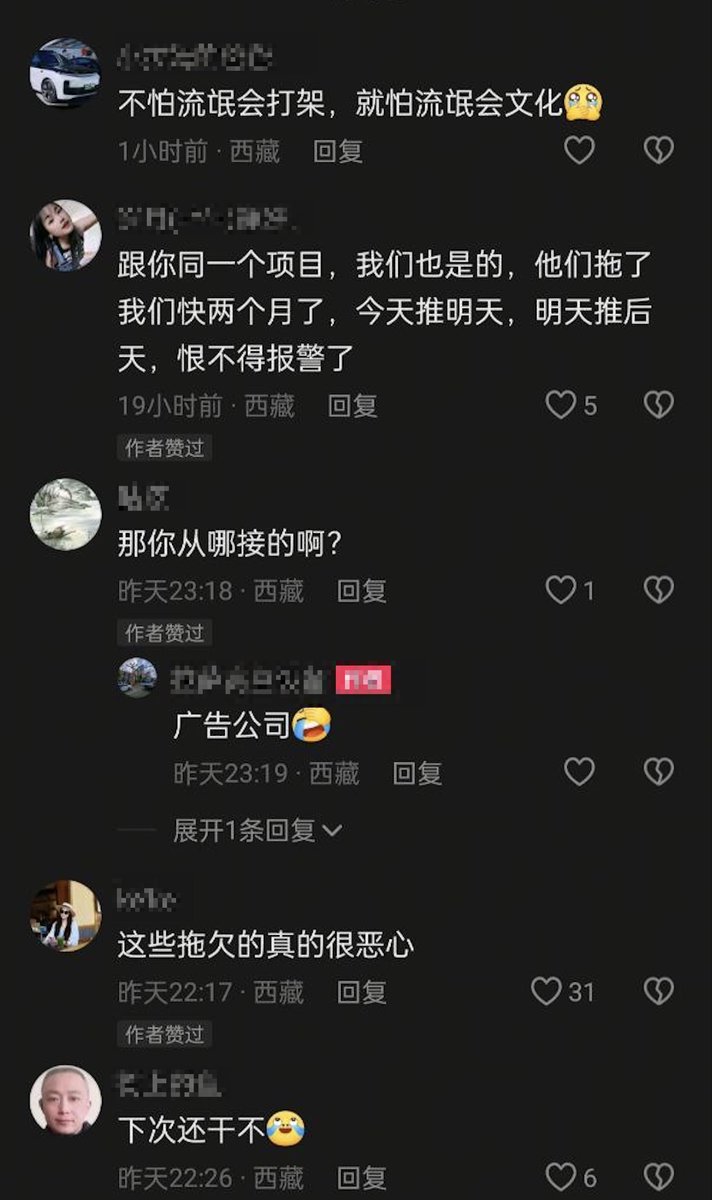 不怕流氓会打架，就怕流氓会文化😢
1小时前 · 西藏 回复
跟你同一个项目，我们也是的，他们拖了
我们快两个月了，今天推明天，明天推后
天，恨不得报警了
19小时前 · 西藏 回复 5
作者赞过
那你从哪接的啊？
昨天23:18 · 西藏 回复 1
作者赞过
广告公司🤣
昨天23:19 · 西藏 回复
展开1条回复
这些拖欠的真的很恶心
昨天22:17 · 西藏 回复 31
作者赞过
下次还干不😂
昨天22:26 · 西藏 回复 6